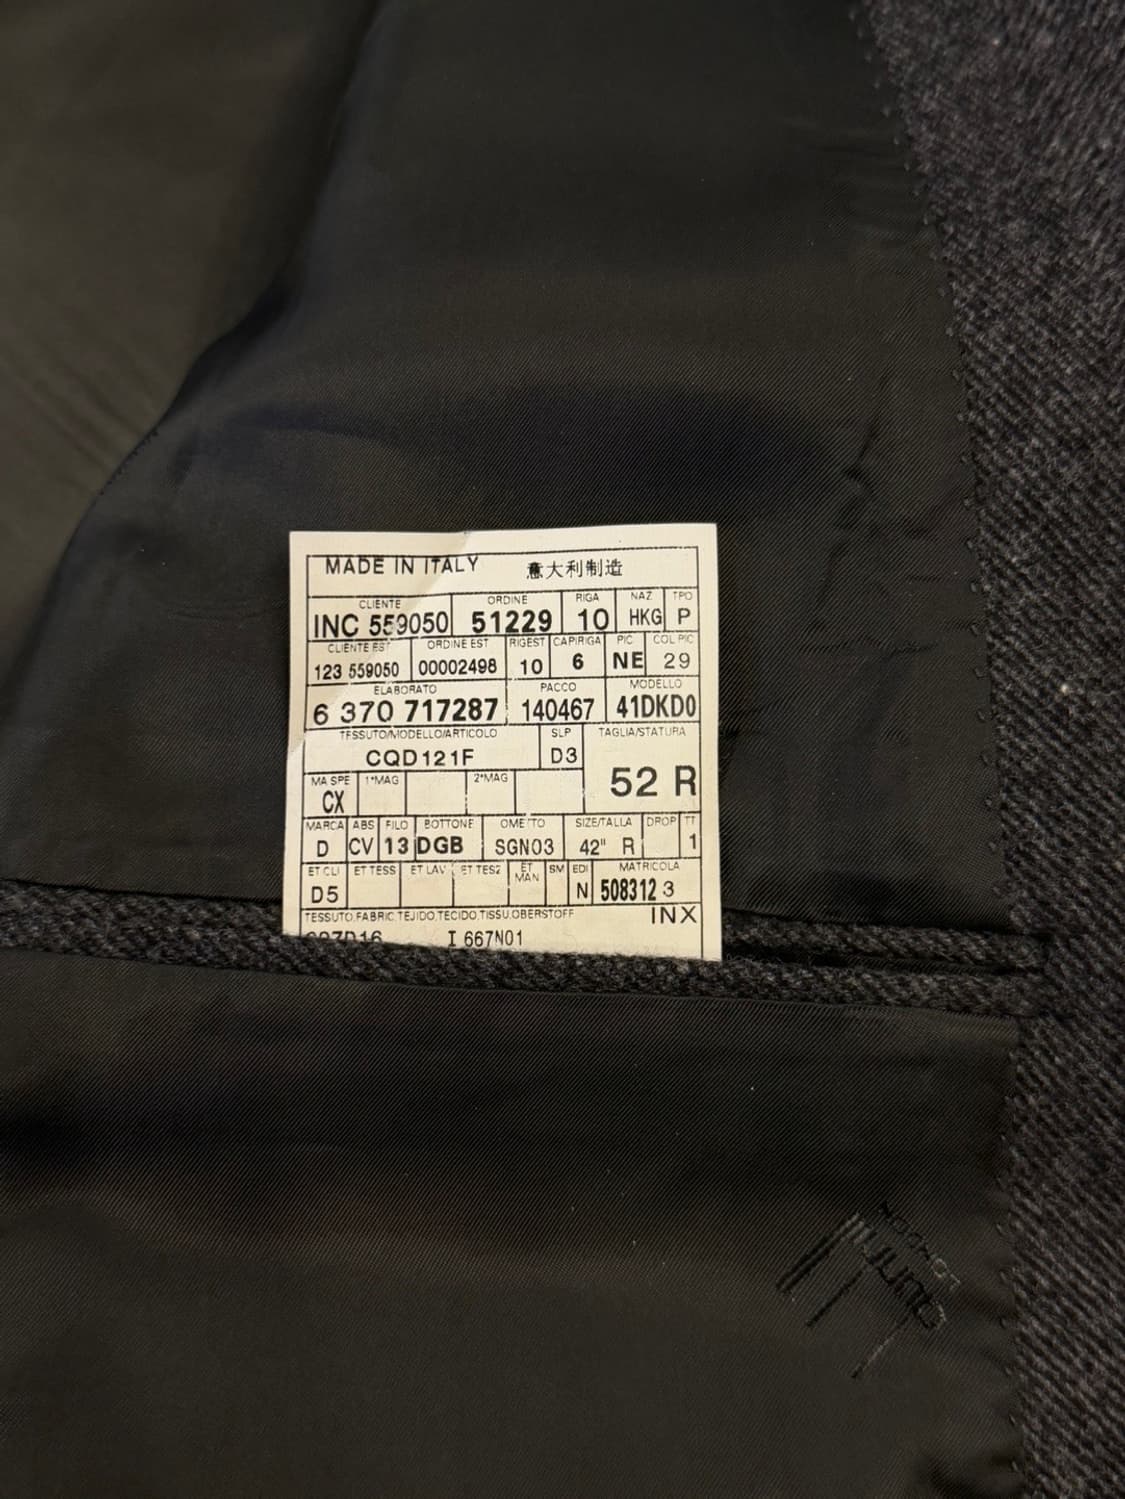 MADE IN ITALY 意大利制造
CLIENTE ORDINE RIGA NAZ TPO
INC 559050 51229 10 HKG P
CLIENTE EST ORDINE EST RIGEST CAPIRIGA PIC COL PIC
123 559050 00002498 10 6 NE 29
ELABORATO PACCO MODELLO
6 370 717287 140467 41DKD0
TESSUTO/MODELLO/ARTICOLO SLP TAGLIA/STATURA
CQD121F D3 52 R
MA SPE 1°MAG 2°MAG
CX
MARCA ABS FILO BOTTONE OMETTO SIZE/TALLA DROP TT
D CV 13 DGB SGN03 42" R 1
ET CLI ET TESS ET LAV ET TES2 ET MAN SM EDI MATRICOLA
D5 N 508312 3
TESSUTO.FABRIC.TEJIDO.TECIDO.TISSU.OBERSTOFF INX
I 667N01
dunhill
LONDON